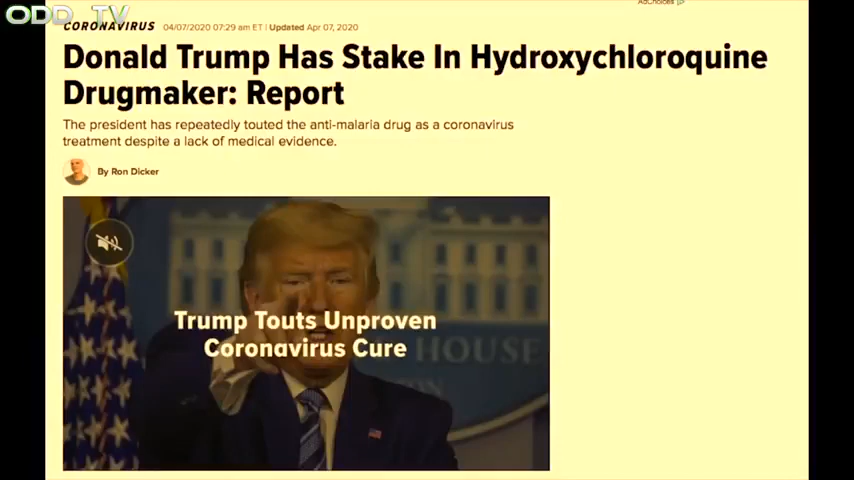 AdChoices
ODD TV
CORONAVIRUS 04/07/2020 07:29 am ET | Updated Apr 07, 2020
Donald Trump Has Stake In Hydroxychloroquine
Drugmaker: Report
The president has repeatedly touted the anti-malaria drug as a coronavirus
treatment despite a lack of medical evidence.
By Ron Dicker
Trump Touts Unproven
Coronavirus Cure
HOUSE